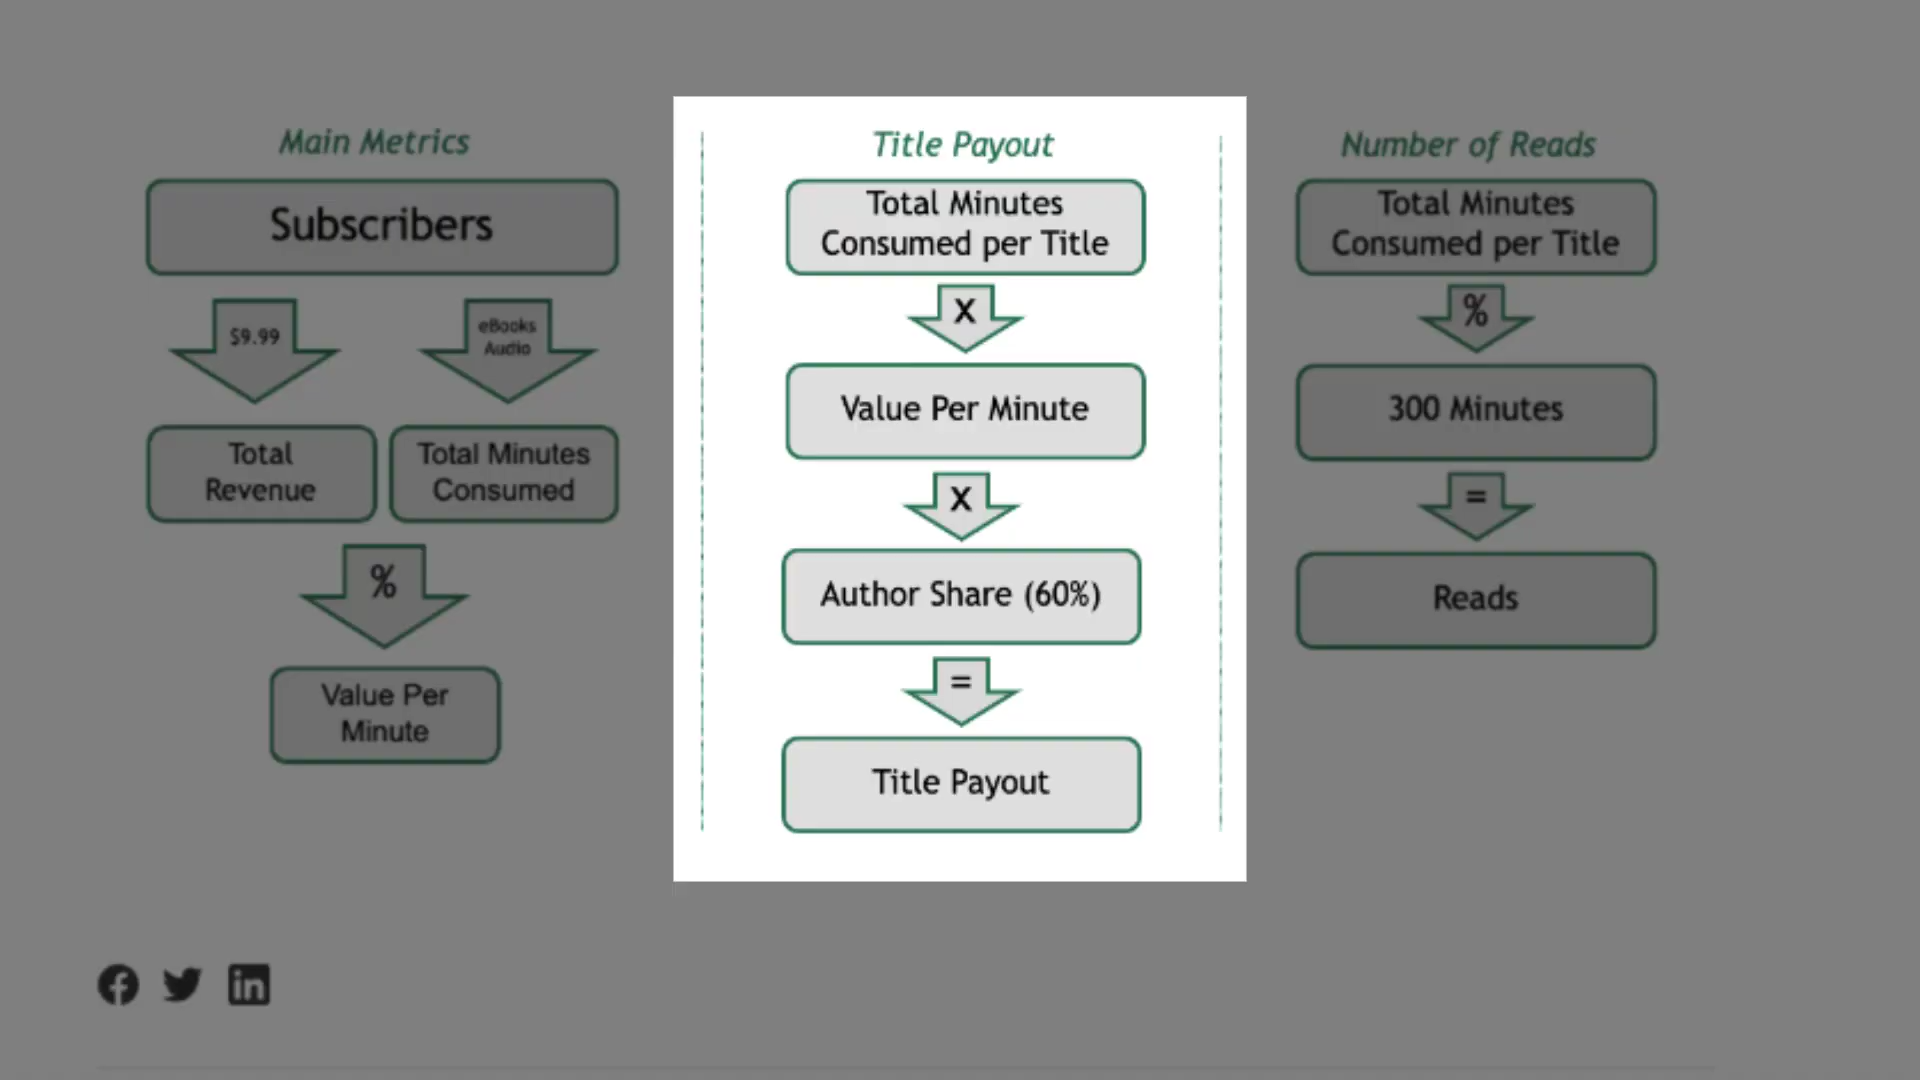 Main Metrics
Subscribers
$9.99
eBooks
Audio
Total
Revenue
Total Minutes
Consumed
%
Value Per
Minute
Title Payout
Total Minutes
Consumed per Title
X
Value Per Minute
X
Author Share (60%)
=
Title Payout
Number of Reads
Total Minutes
Consumed per Title
%
300 Minutes
=
Reads